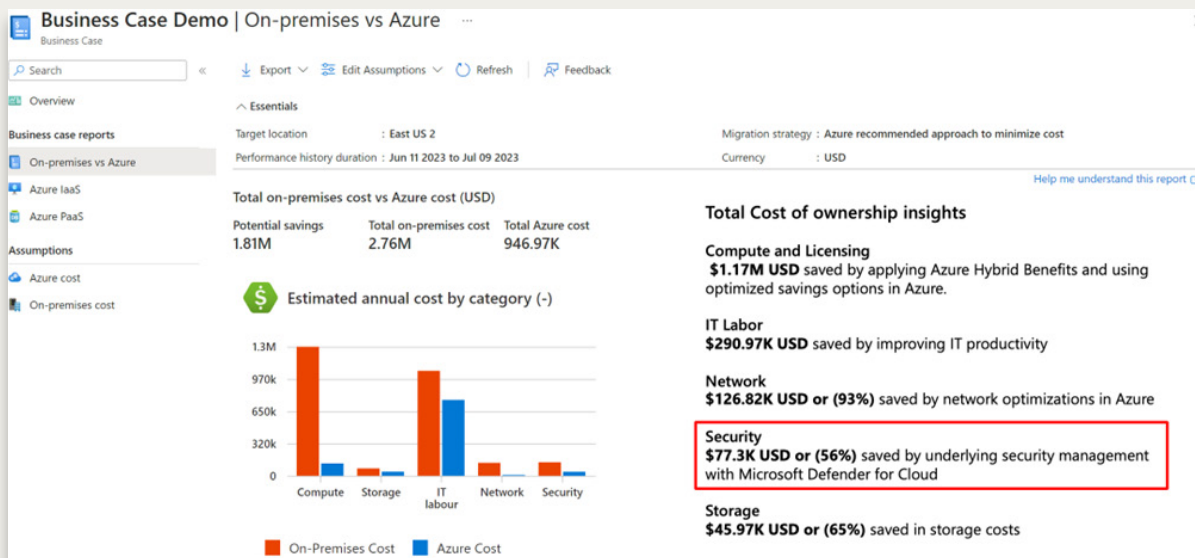 Business Case Demo | On-premises vs Azure ...
Business Case
Search «
Overview
Business case reports
On-premises vs Azure
Azure IaaS
Azure PaaS
Assumptions
Azure cost
On-premises cost
Export Edit Assumptions Refresh Feedback
Essentials
Target location : East US 2
Migration strategy : Azure recommended approach to minimize cost
Performance history duration : Jun 11 2023 to Jul 09 2023
Currency : USD
Help me understand this report
Total on-premises cost vs Azure cost (USD)
Potential savings Total on-premises cost Total Azure cost
1.81M 2.76M 946.97K
Estimated annual cost by category (-)
1.3M
970k
650k
320k
0
Compute Storage IT labour Network Security
On-Premises Cost Azure Cost
Total Cost of ownership insights
Compute and Licensing
$1.17M USD saved by applying Azure Hybrid Benefits and using
optimized savings options in Azure.
IT Labor
$290.97K USD saved by improving IT productivity
Network
$126.82K USD or (93%) saved by network optimizations in Azure
Security
$77.3K USD or (56%) saved by underlying security management
with Microsoft Defender for Cloud
Storage
$45.97K USD or (65%) saved in storage costs